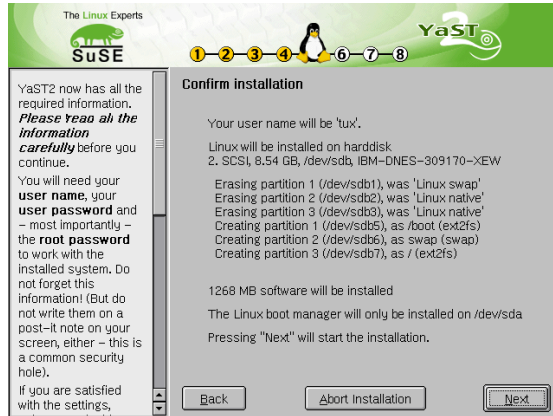 The Linux Experts
SuSE
1 2 3 4 6 7 8
YaST
2
YaST2 now has all the
required information.
Please read all the
information
carefully before you
continue.
You will need your
user name, your
user password and
– most importantly –
the root password
to work with the
installed system. Do
not forget this
information! (But do
not write them on a
post–it note on your
screen, either – this is
a common security
hole).
If you are satisfied
with the settings,
Confirm installation
Your user name will be 'tux'.
Linux will be installed on harddisk
2. SCSI, 8.54 GB, /dev/sdb, IBM-DNES-309170-XEW
Erasing partition 1 (/dev/sdb1), was 'Linux swap'
Erasing partition 2 (/dev/sdb2), was 'Linux native'
Erasing partition 3 (/dev/sdb3), was 'Linux native'
Creating partition 1 (/dev/sdb5), as /boot (ext2fs)
Creating partition 2 (/dev/sdb6), as swap (swap)
Creating partition 3 (/dev/sdb7), as / (ext2fs)
1268 MB software will be installed
The Linux boot manager will only be installed on /dev/sda
Pressing "Next" will start the installation.
Back
Abort Installation
Next